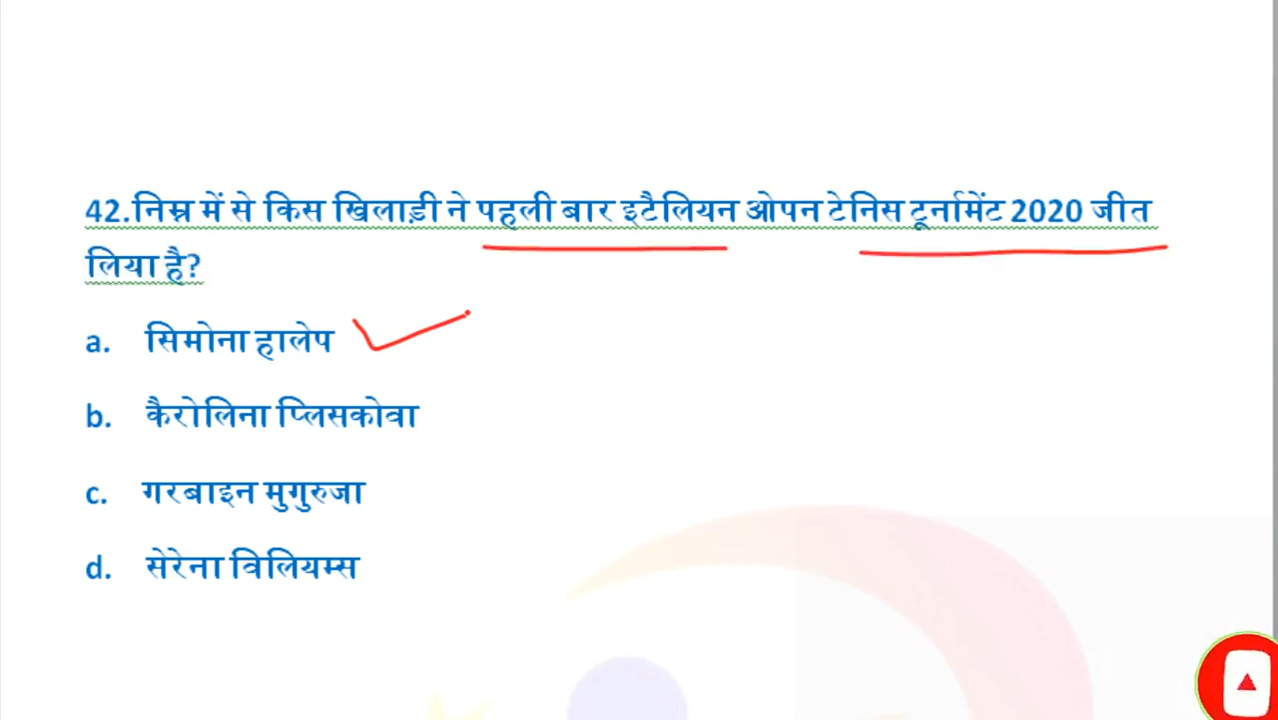 42.निम्न में से किस खिलाड़ी ने पहली बार इटैलियन ओपन टेनिस टूर्नामेंट 2020 जीत
लिया है?
a. सिमोना हालेप
b. कैरोलिना प्लिसकोवा
c. गरबाइन मुगुरुजा
d. सेरेना विलियम्स